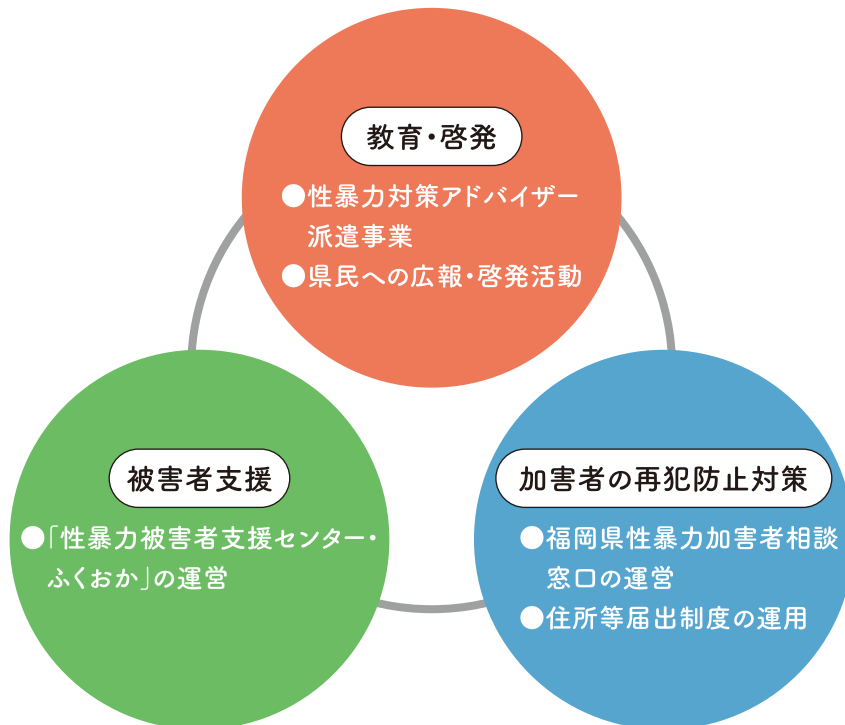 教育・啓発
●性暴力対策アドバイザー
派遣事業
●県民への広報・啓発活動
被害者支援
●「性暴力被害者支援センター・
ふくおか」の運営
加害者の再犯防止対策
●福岡県性暴力加害者相談
窓口の運営
●住所等届出制度の運用